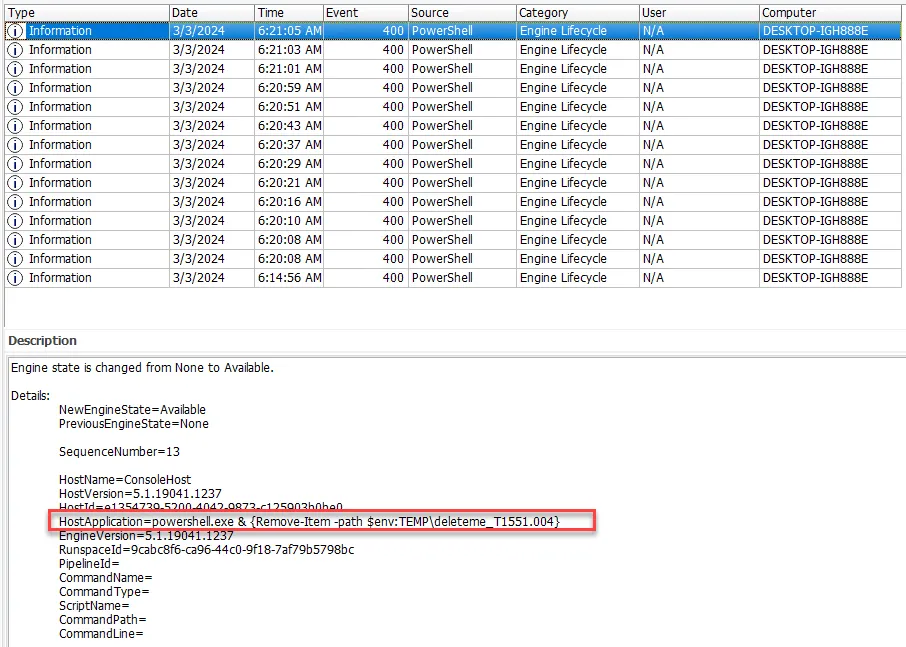 Type Date Time Event Source Category User Computer
Information 3/3/2024 6:21:05 AM 400 PowerShell Engine Lifecycle N/A DESKTOP-IGH888E
Information 3/3/2024 6:21:03 AM 400 PowerShell Engine Lifecycle N/A DESKTOP-IGH888E
Information 3/3/2024 6:21:01 AM 400 PowerShell Engine Lifecycle N/A DESKTOP-IGH888E
Information 3/3/2024 6:20:59 AM 400 PowerShell Engine Lifecycle N/A DESKTOP-IGH888E
Information 3/3/2024 6:20:51 AM 400 PowerShell Engine Lifecycle N/A DESKTOP-IGH888E
Information 3/3/2024 6:20:43 AM 400 PowerShell Engine Lifecycle N/A DESKTOP-IGH888E
Information 3/3/2024 6:20:37 AM 400 PowerShell Engine Lifecycle N/A DESKTOP-IGH888E
Information 3/3/2024 6:20:29 AM 400 PowerShell Engine Lifecycle N/A DESKTOP-IGH888E
Information 3/3/2024 6:20:21 AM 400 PowerShell Engine Lifecycle N/A DESKTOP-IGH888E
Information 3/3/2024 6:20:16 AM 400 PowerShell Engine Lifecycle N/A DESKTOP-IGH888E
Information 3/3/2024 6:20:10 AM 400 PowerShell Engine Lifecycle N/A DESKTOP-IGH888E
Information 3/3/2024 6:20:08 AM 400 PowerShell Engine Lifecycle N/A DESKTOP-IGH888E
Information 3/3/2024 6:20:08 AM 400 PowerShell Engine Lifecycle N/A DESKTOP-IGH888E
Information 3/3/2024 6:14:56 AM 400 PowerShell Engine Lifecycle N/A DESKTOP-IGH888E
Description
Engine state is changed from None to Available.
Details:
NewEngineState=Available
PreviousEngineState=None
SequenceNumber=13
HostName=ConsoleHost
HostVersion=5.1.19041.1237
HostId=e1354739-5200-4042-9873-c125903b0be0
HostApplication=powershell.exe & {Remove-Item -path $env:TEMP\deleteme_T1551.004}
EngineVersion=5.1.19041.1237
RunspaceId=9cabc8f6-ca96-44c0-9f18-7af79b5798bc
PipelineId=
CommandName=
CommandType=
ScriptName=
CommandPath=
CommandLine=